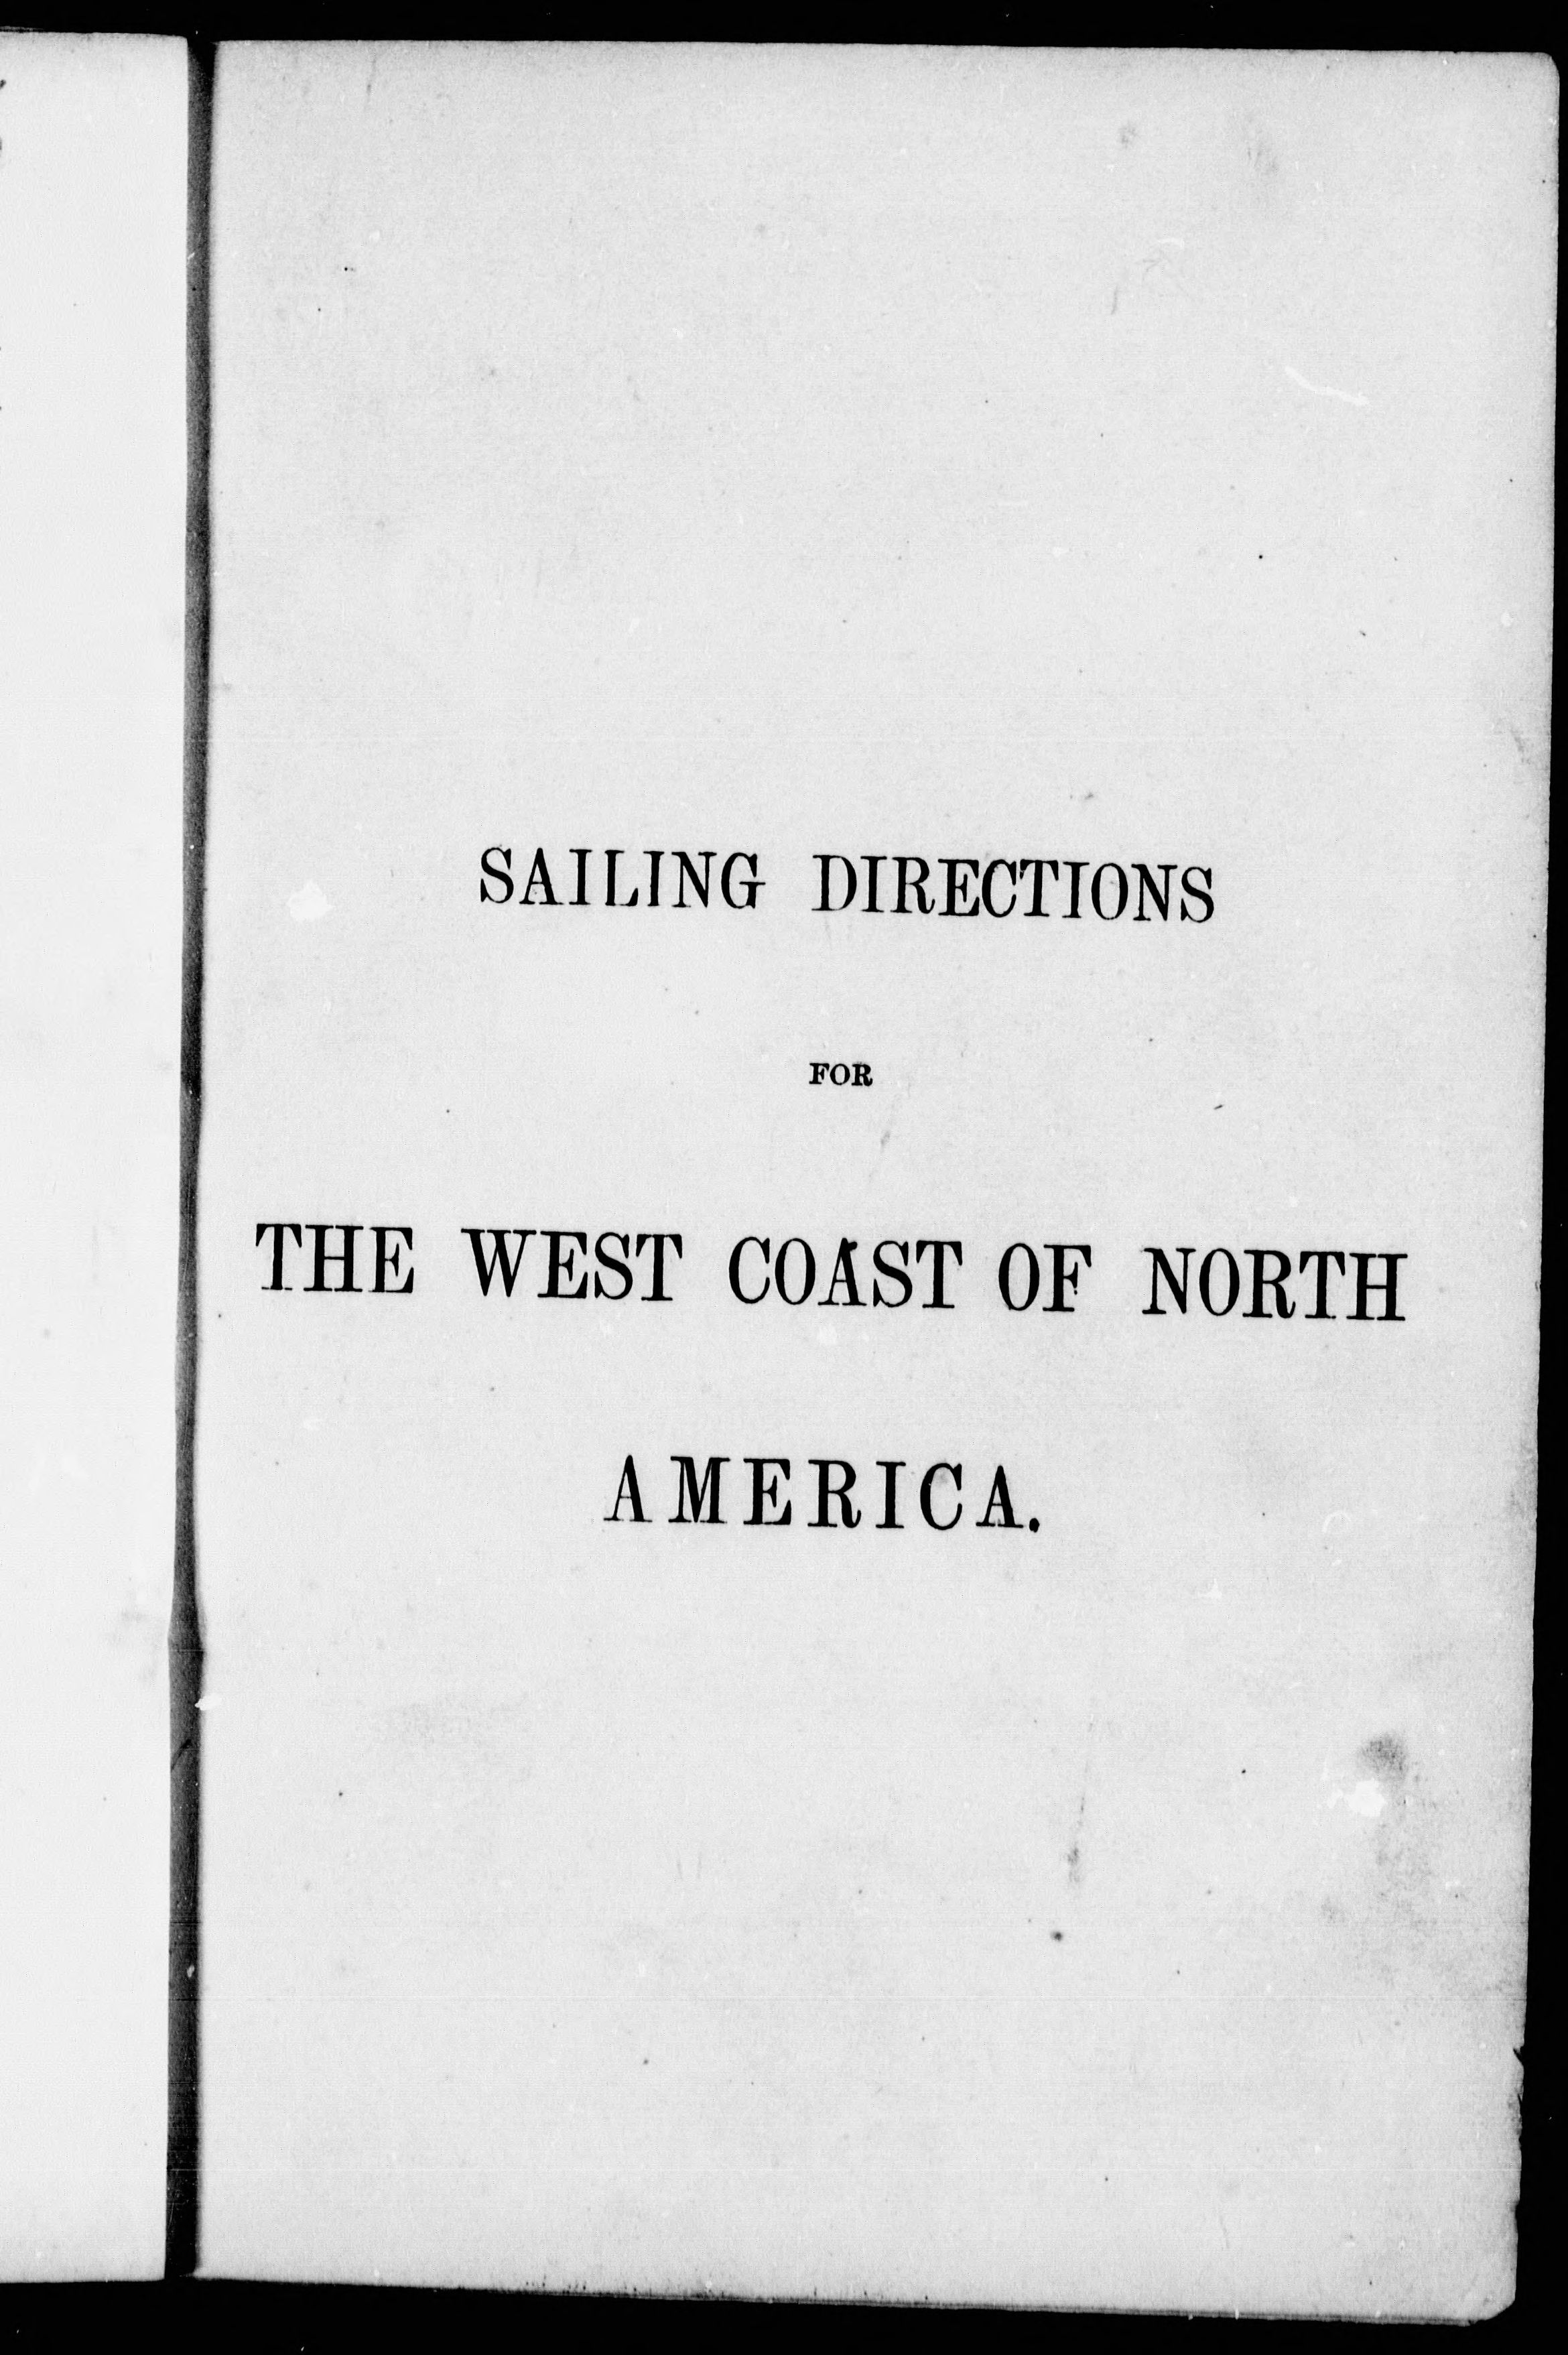 SAILING DIRECTIONS
FOR
THE WEST COAST OF NORTH
AMERICA.